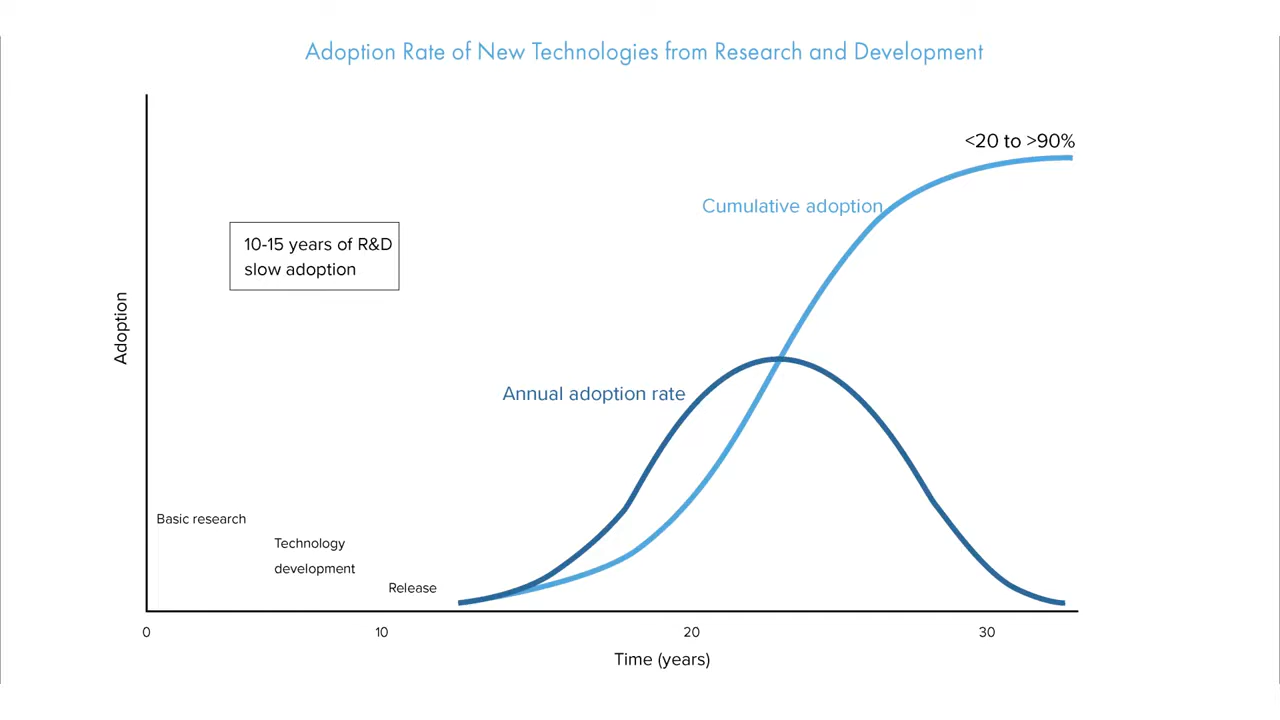 Adoption Rate of New Technologies from Research and Development
<20 to >90%
Cumulative adoption
10-15 years of R&D
slow adoption
Adoption
Annual adoption rate
Basic research
Technology
development
Release
0
10
20
30
Time (years)